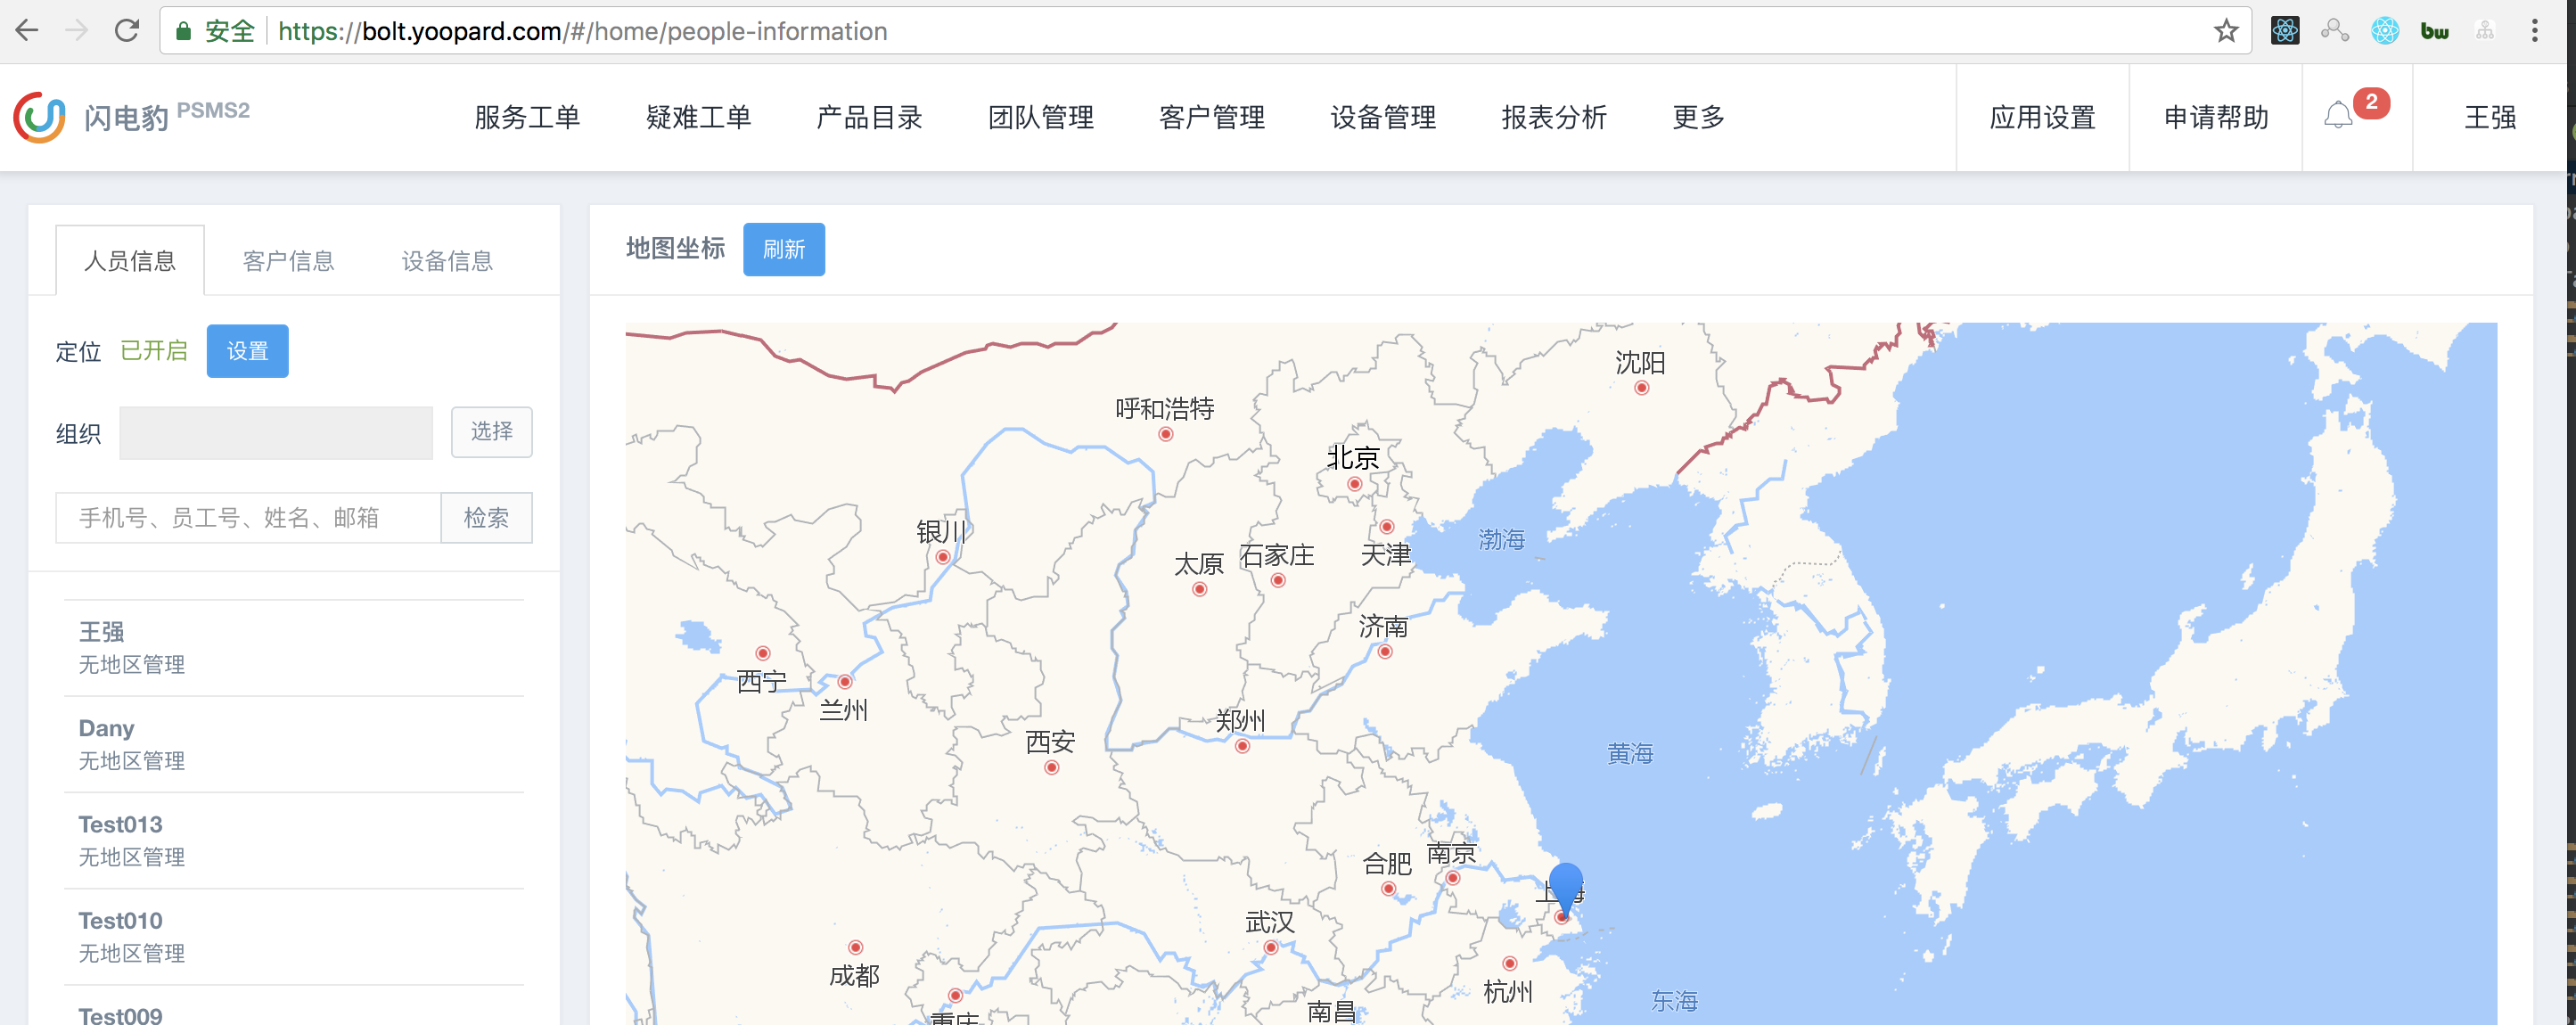 安全 https://bolt.yoopard.com/#/home/people-information
闪电豹 PSMS2 服务工单 疑难工单 产品目录 团队管理 客户管理 设备管理 报表分析 更多 应用设置 申请帮助 2 王强
人员信息 客户信息 设备信息
定位 已开启 设置
组织 选择
手机号、员工号、姓名、邮箱 检索
王强
无地区管理
Dany
无地区管理
Test013
无地区管理
Test010
无地区管理
Test009
地图坐标 刷新
沈阳
呼和浩特
北京
银川
渤海
天津
石家庄
太原
济南
西宁
兰州
郑州
西安
黄海
南京
合肥
上海
武汉
成都
杭州
东海
南昌
重庆
bw